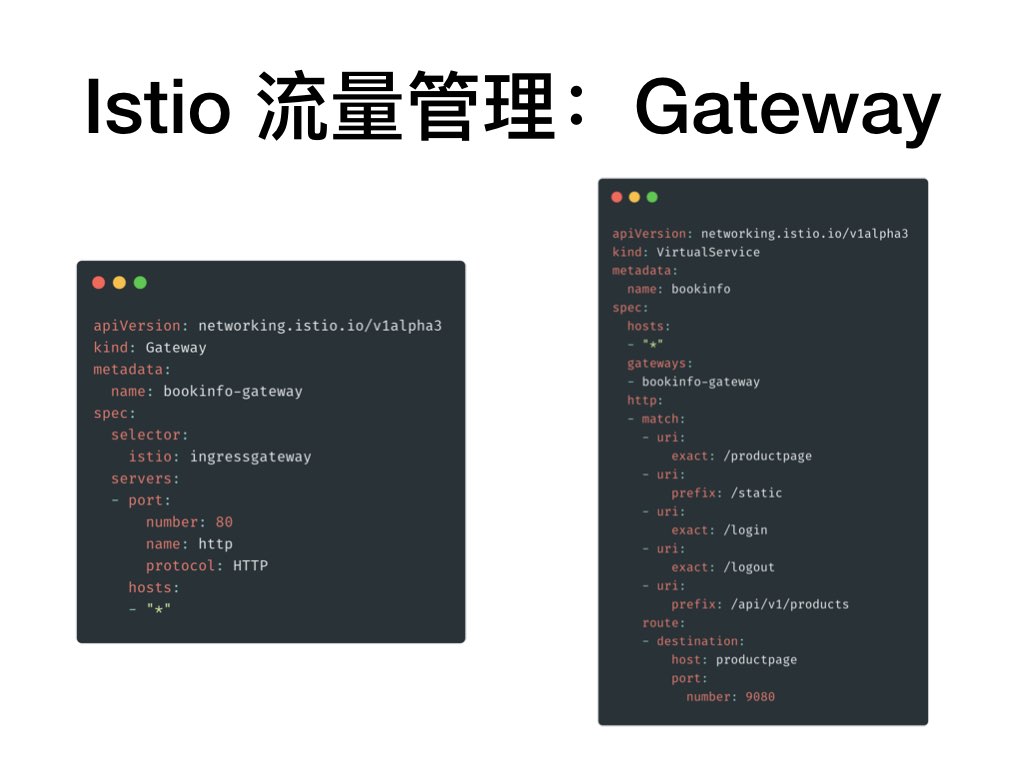 Istio 流量管理：Gateway
apiVersion: networking.istio.io/v1alpha3
kind: Gateway
metadata:
  name: bookinfo-gateway
spec:
  selector:
    istio: ingressgateway
  servers:
  - port:
      number: 80
      name: http
      protocol: HTTP
    hosts:
    - "*"
apiVersion: networking.istio.io/v1alpha3
kind: VirtualService
metadata:
  name: bookinfo
spec:
  hosts:
  - "*"
  gateways:
  - bookinfo-gateway
  http:
  - match:
    - uri:
        exact: /productpage
    - uri:
        prefix: /static
    - uri:
        exact: /login
    - uri:
        exact: /logout
    - uri:
        prefix: /api/v1/products
    route:
    - destination:
        host: productpage
        port:
          number: 9080